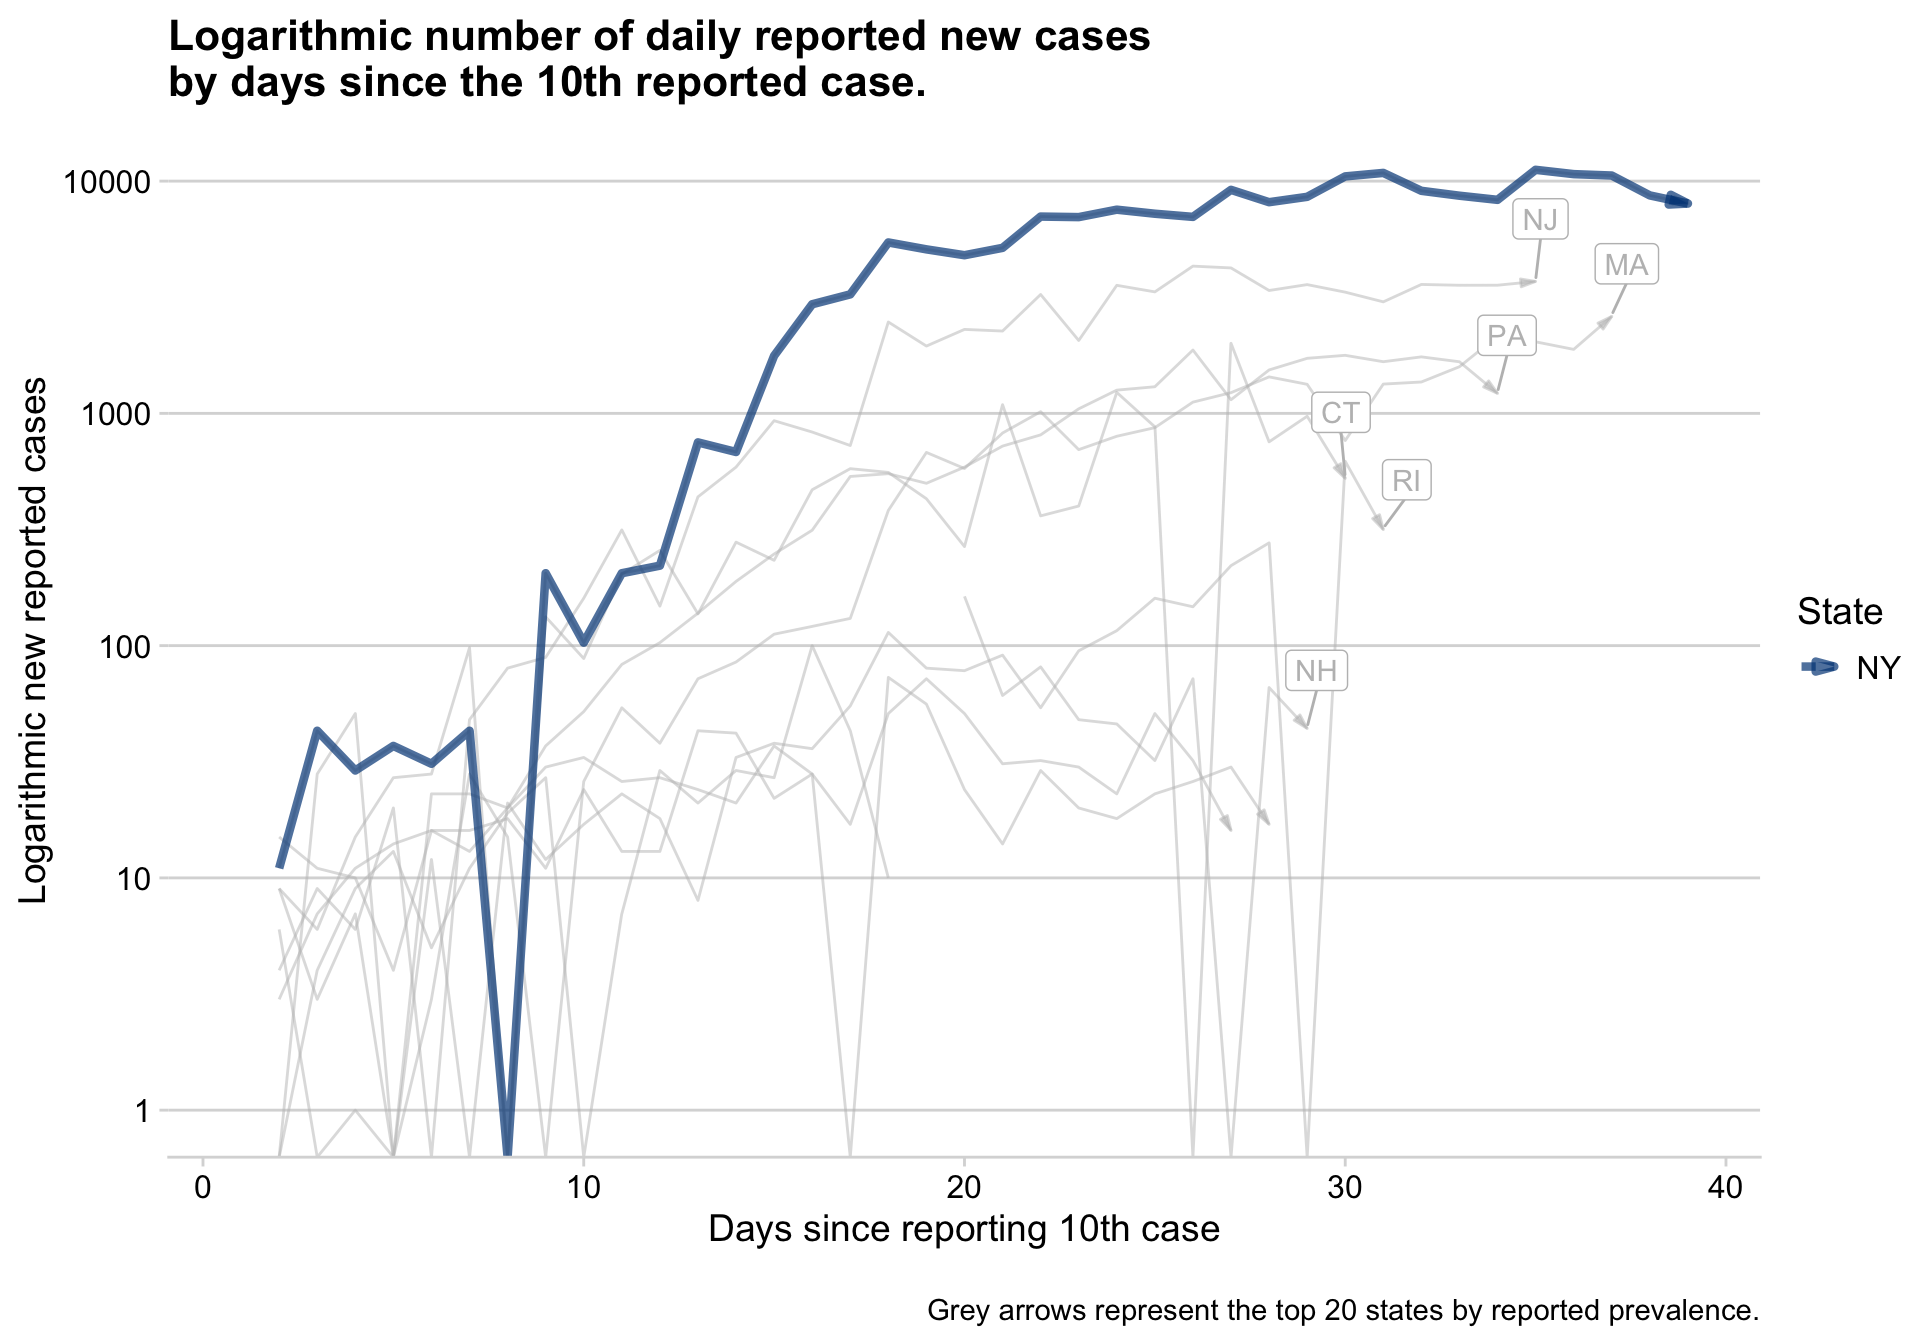 Logarithmic number of daily reported new cases
by days since the 10th reported case.
10000
1000
100
10
1
Logarithmic new reported cases
NJ
MA
PA
CT
RI
NH
State
NY
0
10
20
30
40
Days since reporting 10th case
Grey arrows represent the top 20 states by reported prevalence.